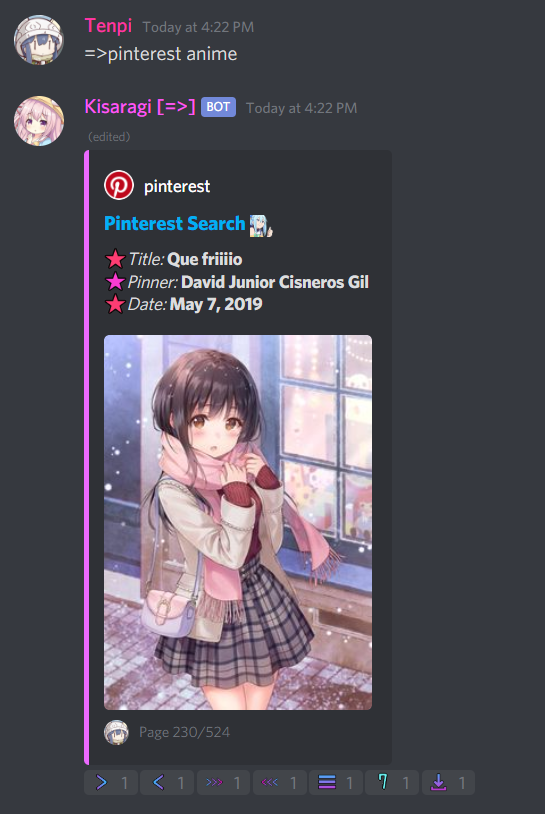 Tenpi Today at 4:22 PM
=>pinterest anime
Kisaragi [=>] BOT Today at 4:22 PM
(edited)
pinterest
Pinterest Search
Title: Que friiiio
Pinner: David Junior Cisneros Gil
Date: May 7, 2019
Page 230/524
> 1 < 1 >>> 1 <<< 1 1 7 1 1